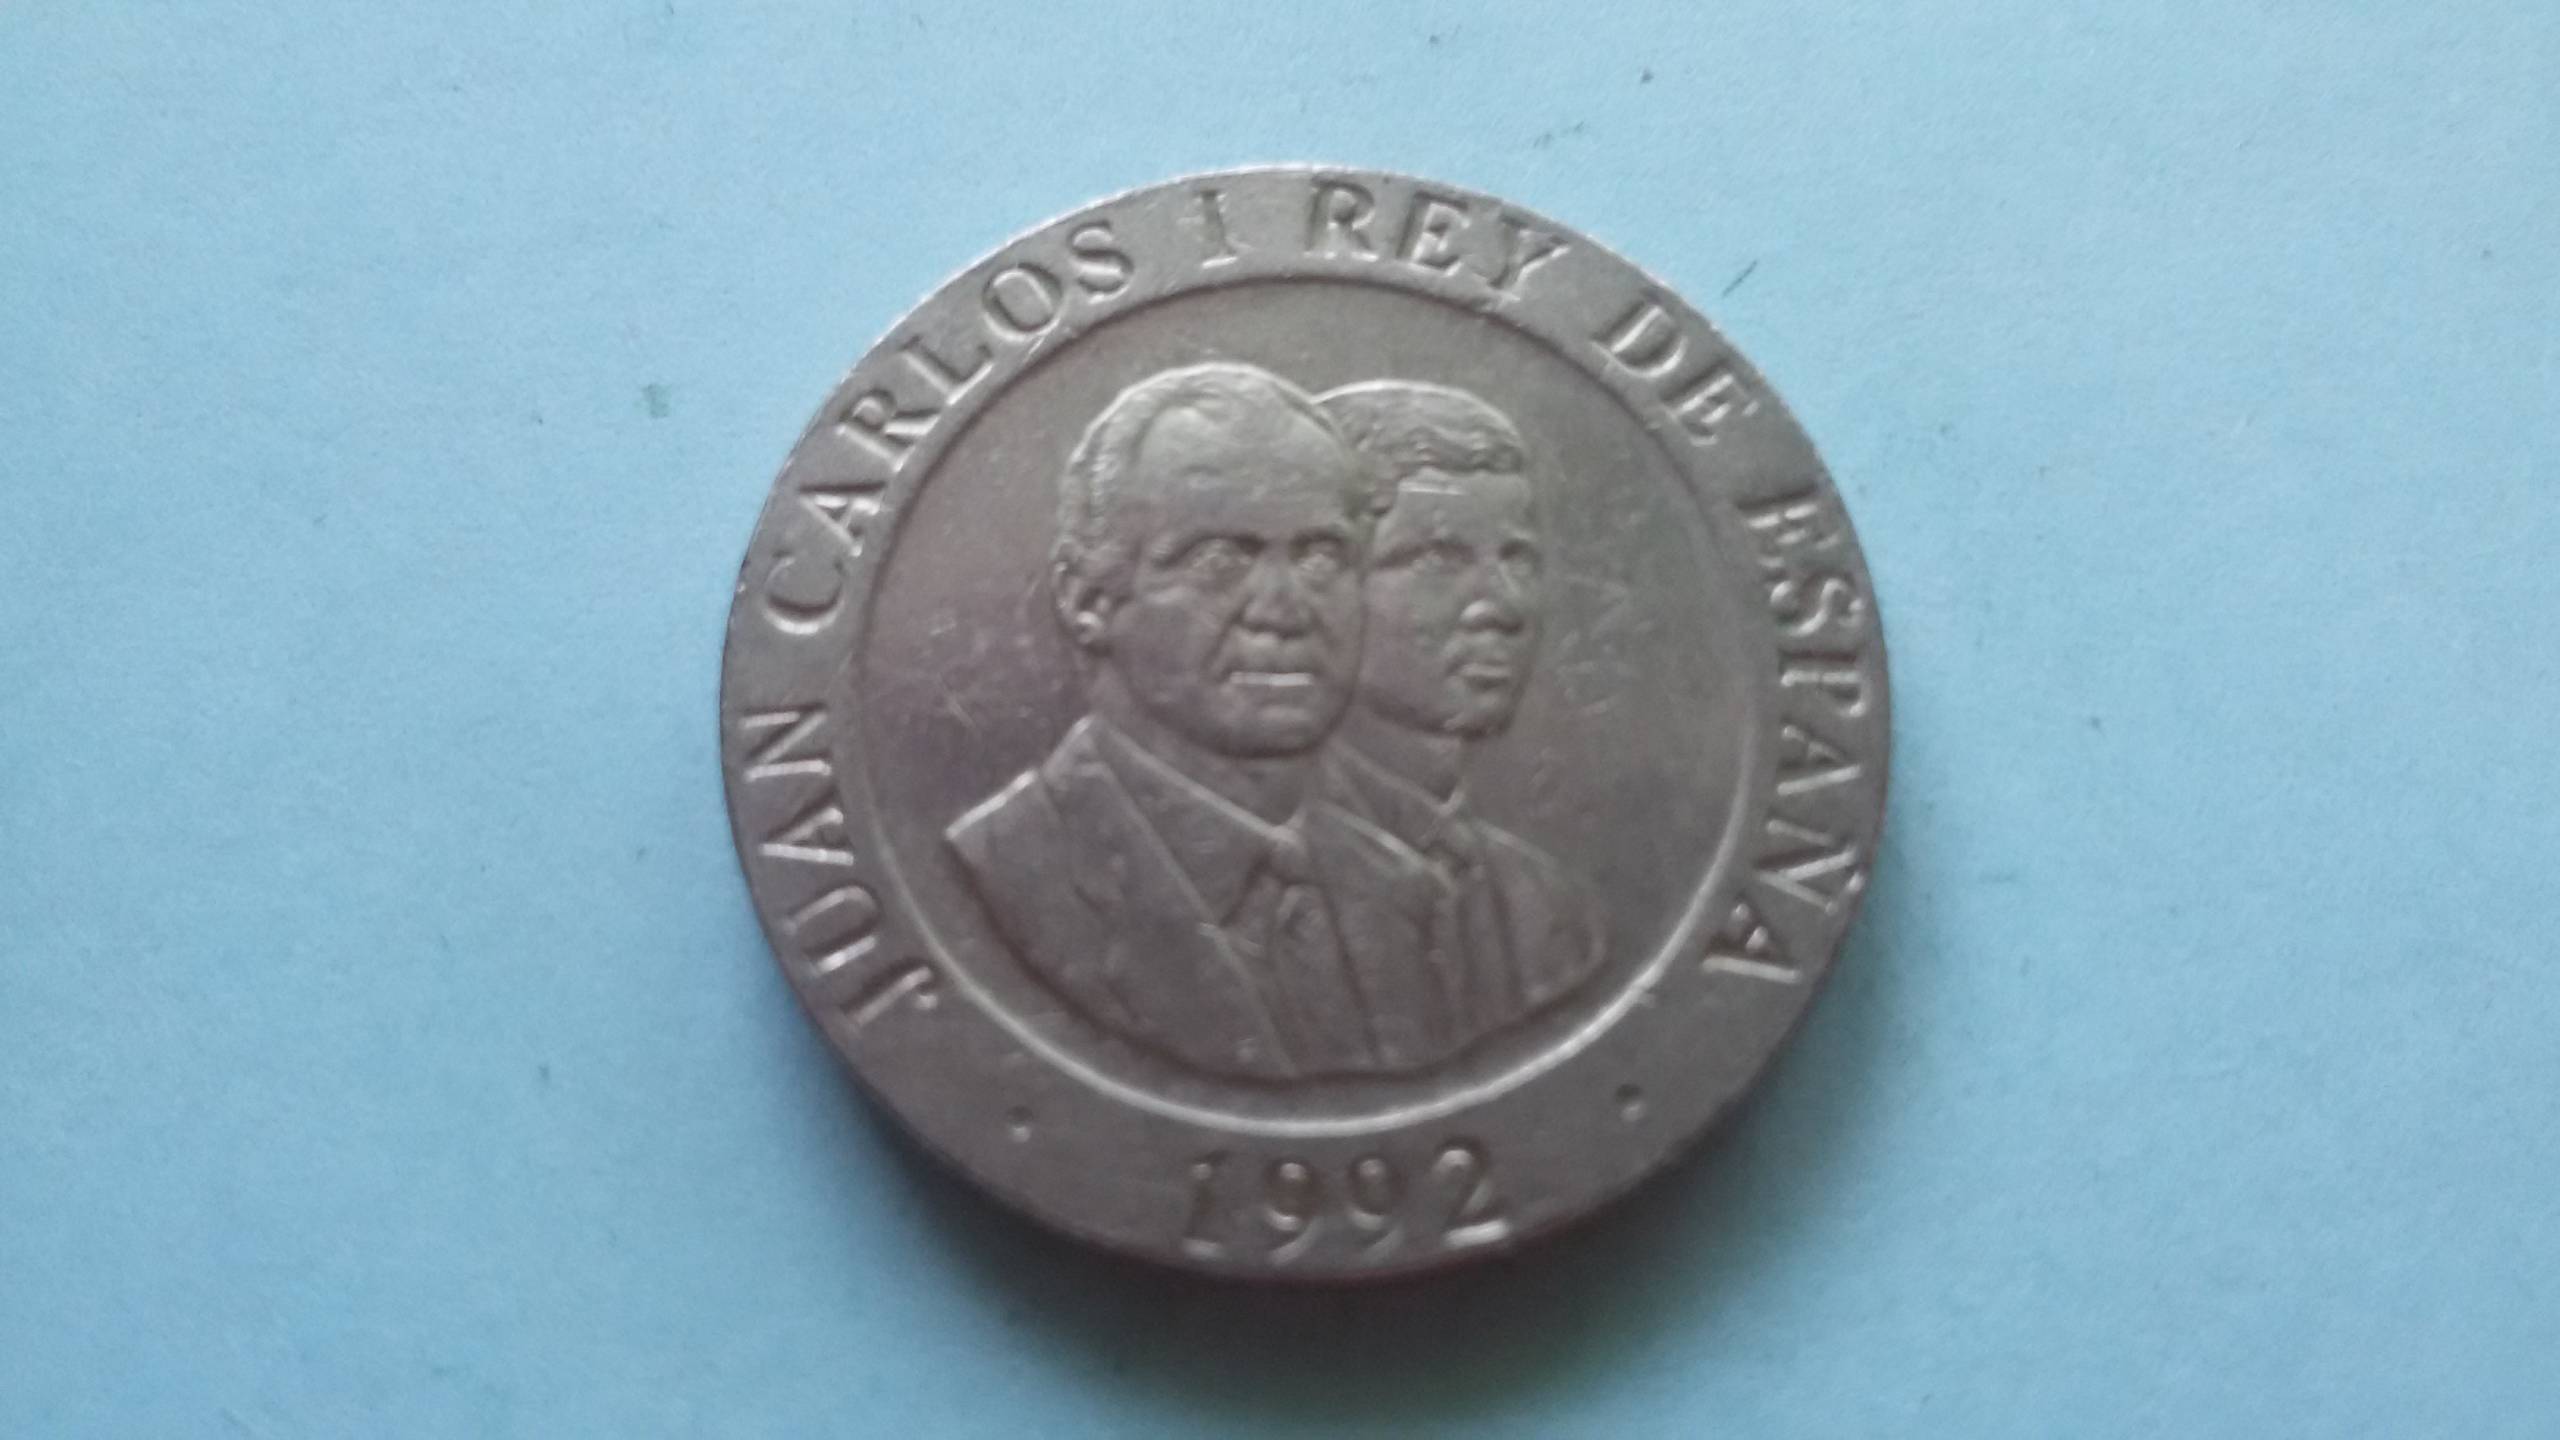 JUAN CARLOS I REY DE ESPAÑA
1992